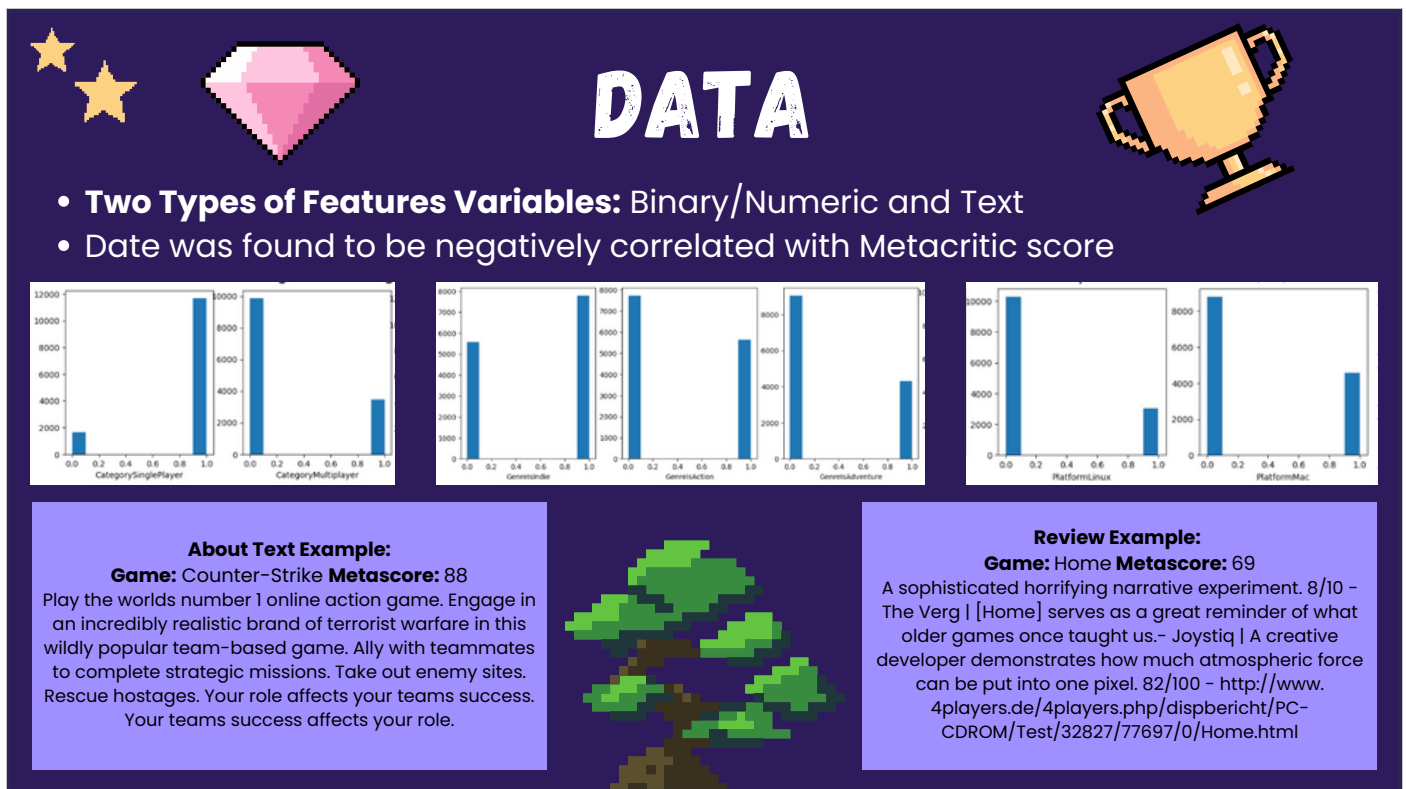 DATA
• Two Types of Features Variables: Binary/Numeric and Text
• Date was found to be negatively correlated with Metacritic score
12000
10000
8000
6000
4000
2000
0
0.0 0.2 0.4 0.6 0.8 1.0
CategorySinglePlayer
10000
8000
6000
4000
2000
0
0.0 0.2 0.4 0.6 0.8 1.0
CategoryMultiplayer
8000
7000
6000
5000
4000
3000
2000
1000
0
0.0 0.2 0.4 0.6 0.8 1.0
GenreIsIndie
8000
7000
6000
5000
4000
3000
2000
1000
0
0.0 0.2 0.4 0.6 0.8 1.0
GenreIsAction
8000
6000
4000
2000
0
0.0 0.2 0.4 0.6 0.8 1.0
GenreIsAdventure
10000
8000
6000
4000
2000
0
0.0 0.2 0.4 0.6 0.8 1.0
PlatformLinux
8000
6000
4000
2000
0
0.0 0.2 0.4 0.6 0.8 1.0
PlatformMac
About Text Example:
Game: Counter-Strike Metascore: 88
Play the worlds number 1 online action game. Engage in
an incredibly realistic brand of terrorist warfare in this
wildly popular team-based game. Ally with teammates
to complete strategic missions. Take out enemy sites.
Rescue hostages. Your role affects your teams success.
Your teams success affects your role.
Review Example:
Game: Home Metascore: 69
A sophisticated horrifying narrative experiment. 8/10 -
The Verg | [Home] serves as a great reminder of what
older games once taught us.- Joystiq | A creative
developer demonstrates how much atmospheric force
can be put into one pixel. 82/100 - http://www.
4players.de/4players.php/dispbericht/PC-
CDROM/Test/32827/77697/0/Home.html